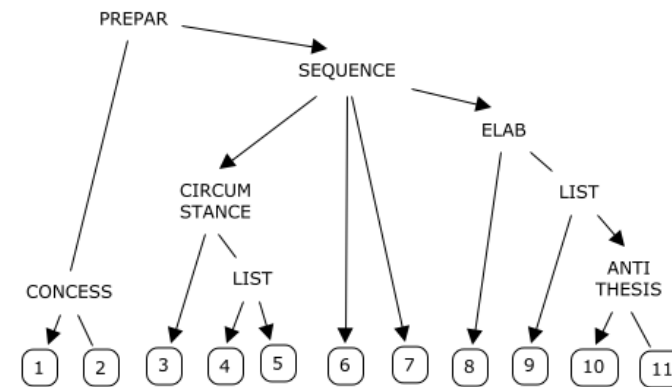 PREPAR
SEQUENCE
ELAB
CIRCUM
STANCE
LIST
LIST
ANTI
THESIS
CONCESS
1 2 3 4 5 6 7 8 9 10 11